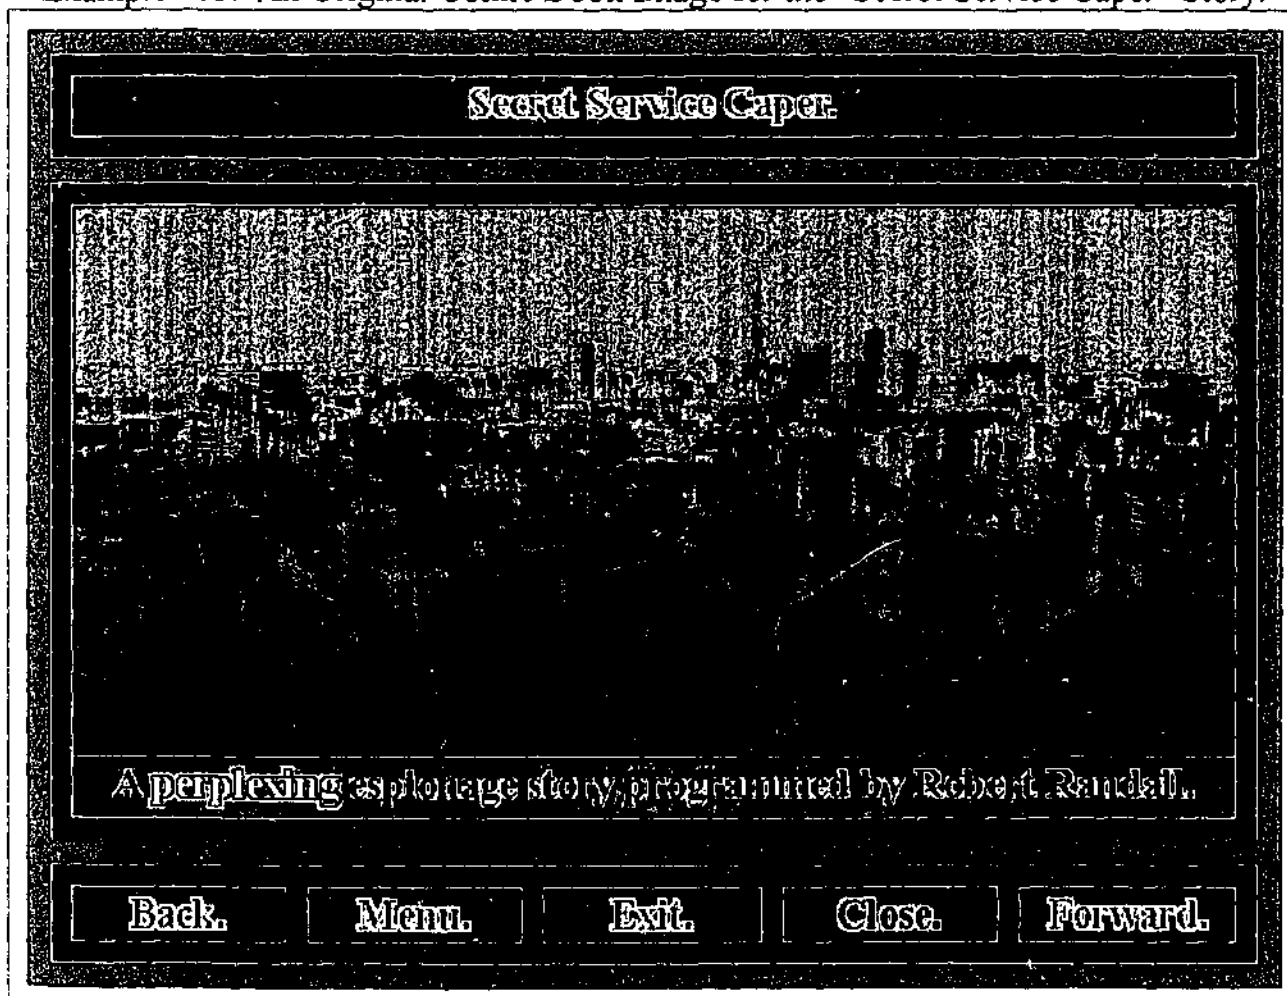 Secret Service Caper.
A perplexing espionage story, programmed by Robert Randall.
Back. Menu. Exit. Close. Forward.